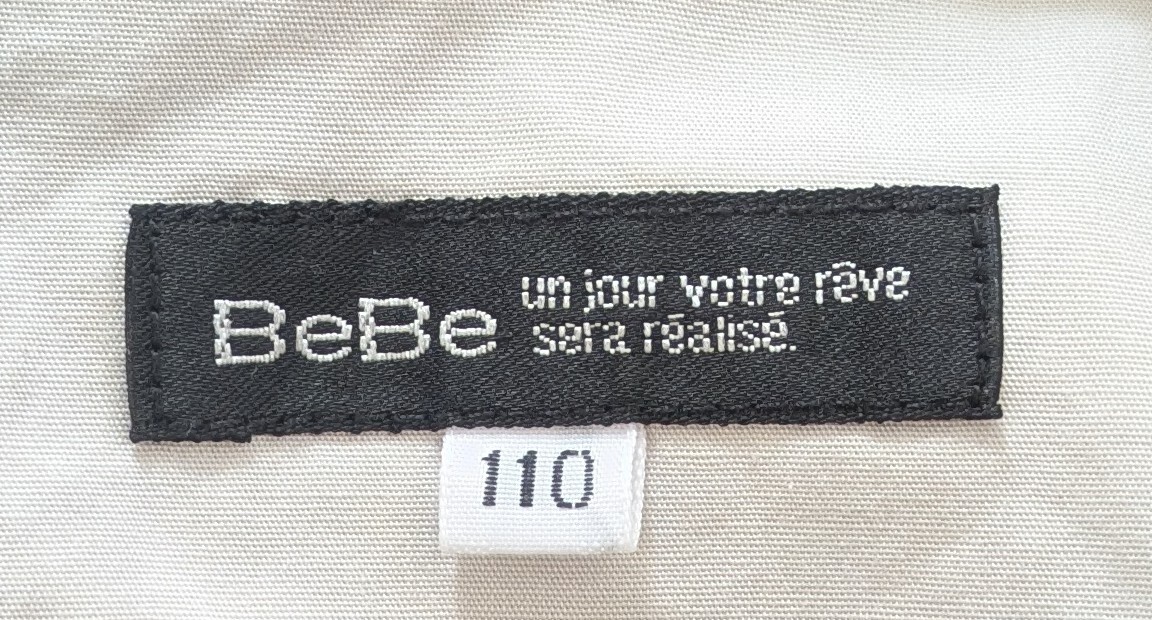 BeBe
un jour votre rêve
sera réalisé.
110